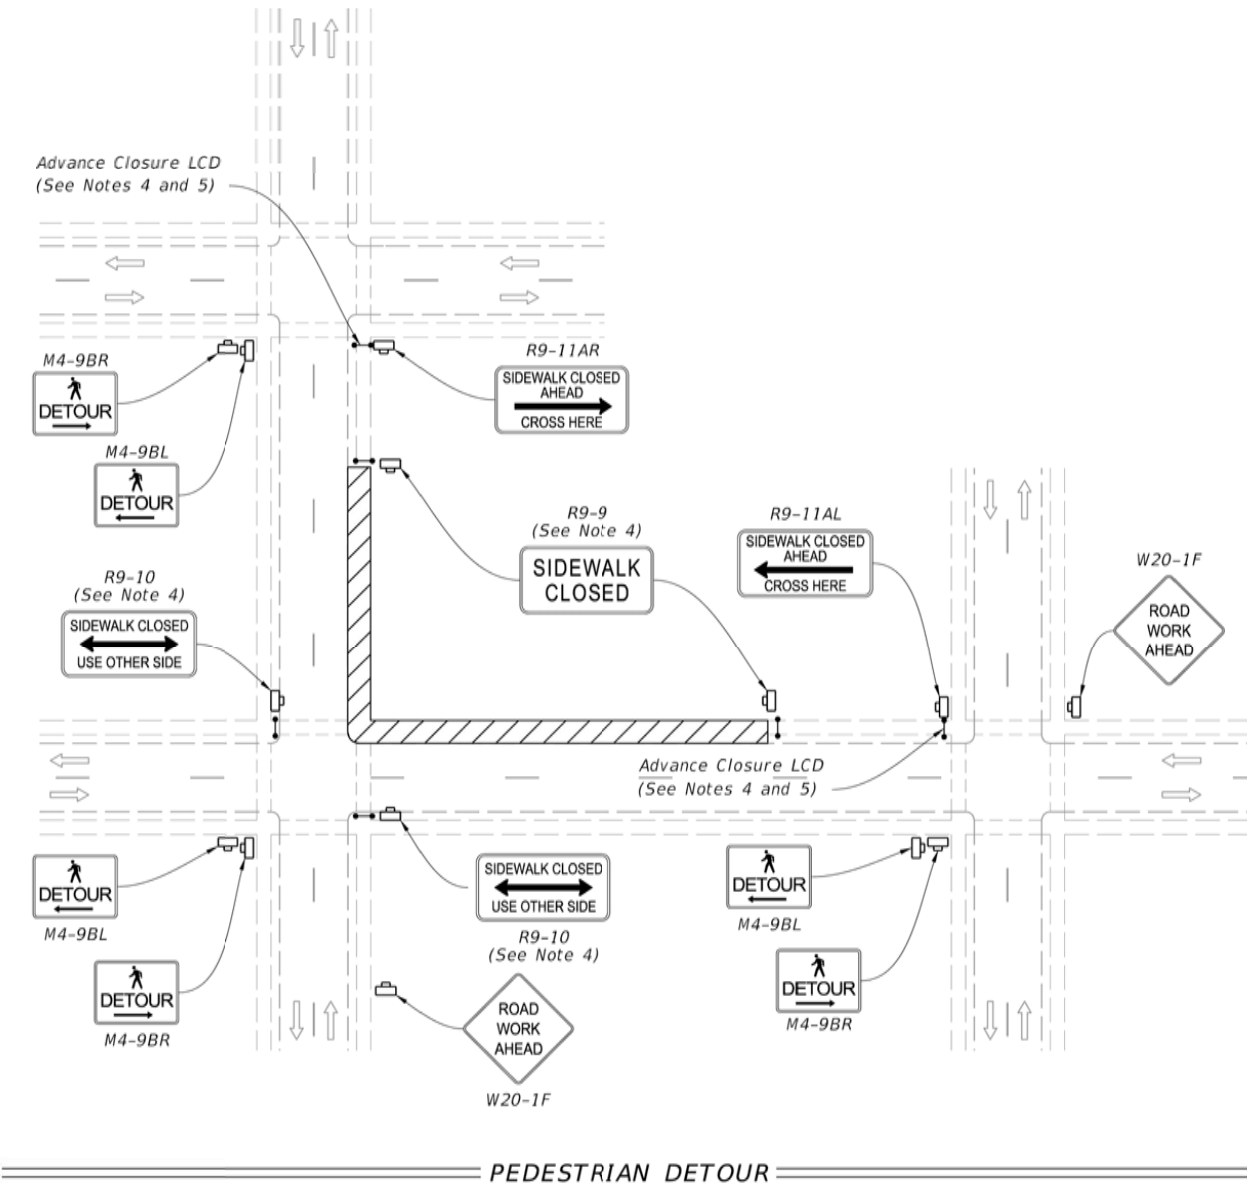 Advance Closure LCD
(See Notes 4 and 5)
M4-9BR
DETOUR
M4-9BL
DETOUR
R9-11AR
SIDEWALK CLOSED
AHEAD
CROSS HERE
R9-9
(See Note 4)
SIDEWALK
CLOSED
R9-11AL
SIDEWALK CLOSED
AHEAD
CROSS HERE
W20-1F
ROAD
WORK
AHEAD
R9-10
(See Note 4)
SIDEWALK CLOSED
USE OTHER SIDE
Advance Closure LCD
(See Notes 4 and 5)
DETOUR
M4-9BL
DETOUR
M4-9BR
SIDEWALK CLOSED
USE OTHER SIDE
R9-10
(See Note 4)
ROAD
WORK
AHEAD
W20-1F
DETOUR
M4-9BL
DETOUR
M4-9BR
PEDESTRIAN DETOUR